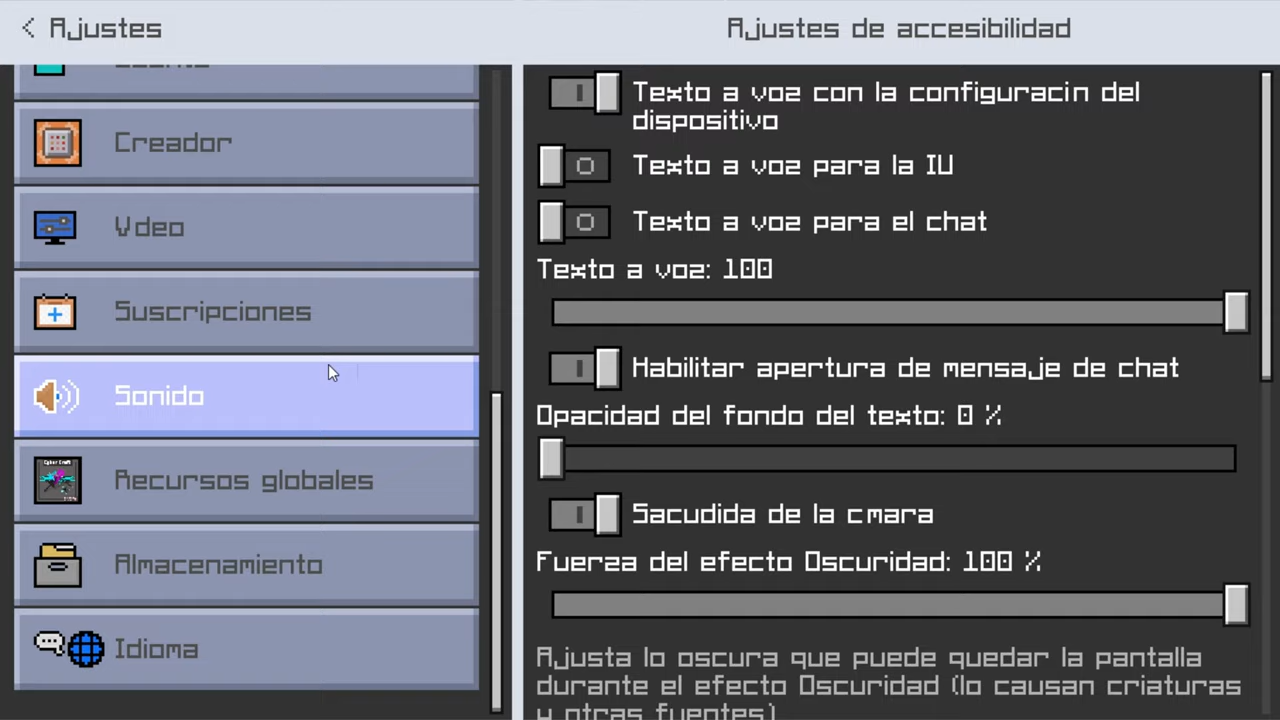 Ajustes
Ajustes de accesibilidad
Creador
Vdeo
Suscripciones
Sonido
Recursos globales
Almacenamiento
Idioma
Texto a voz con la configuracin del
dispositivo
Texto a voz para la IU
Texto a voz para el chat
Texto a voz: 100
Habilitar apertura de mensaje de chat
Opacidad del fondo del texto: 0 %
Sacudida de la cmara
Fuerza del efecto Oscuridad: 100 %
Ajusta lo oscura que puede quedar la pantalla
durante el efecto Oscuridad (lo causan criaturas
y otras fuentes)